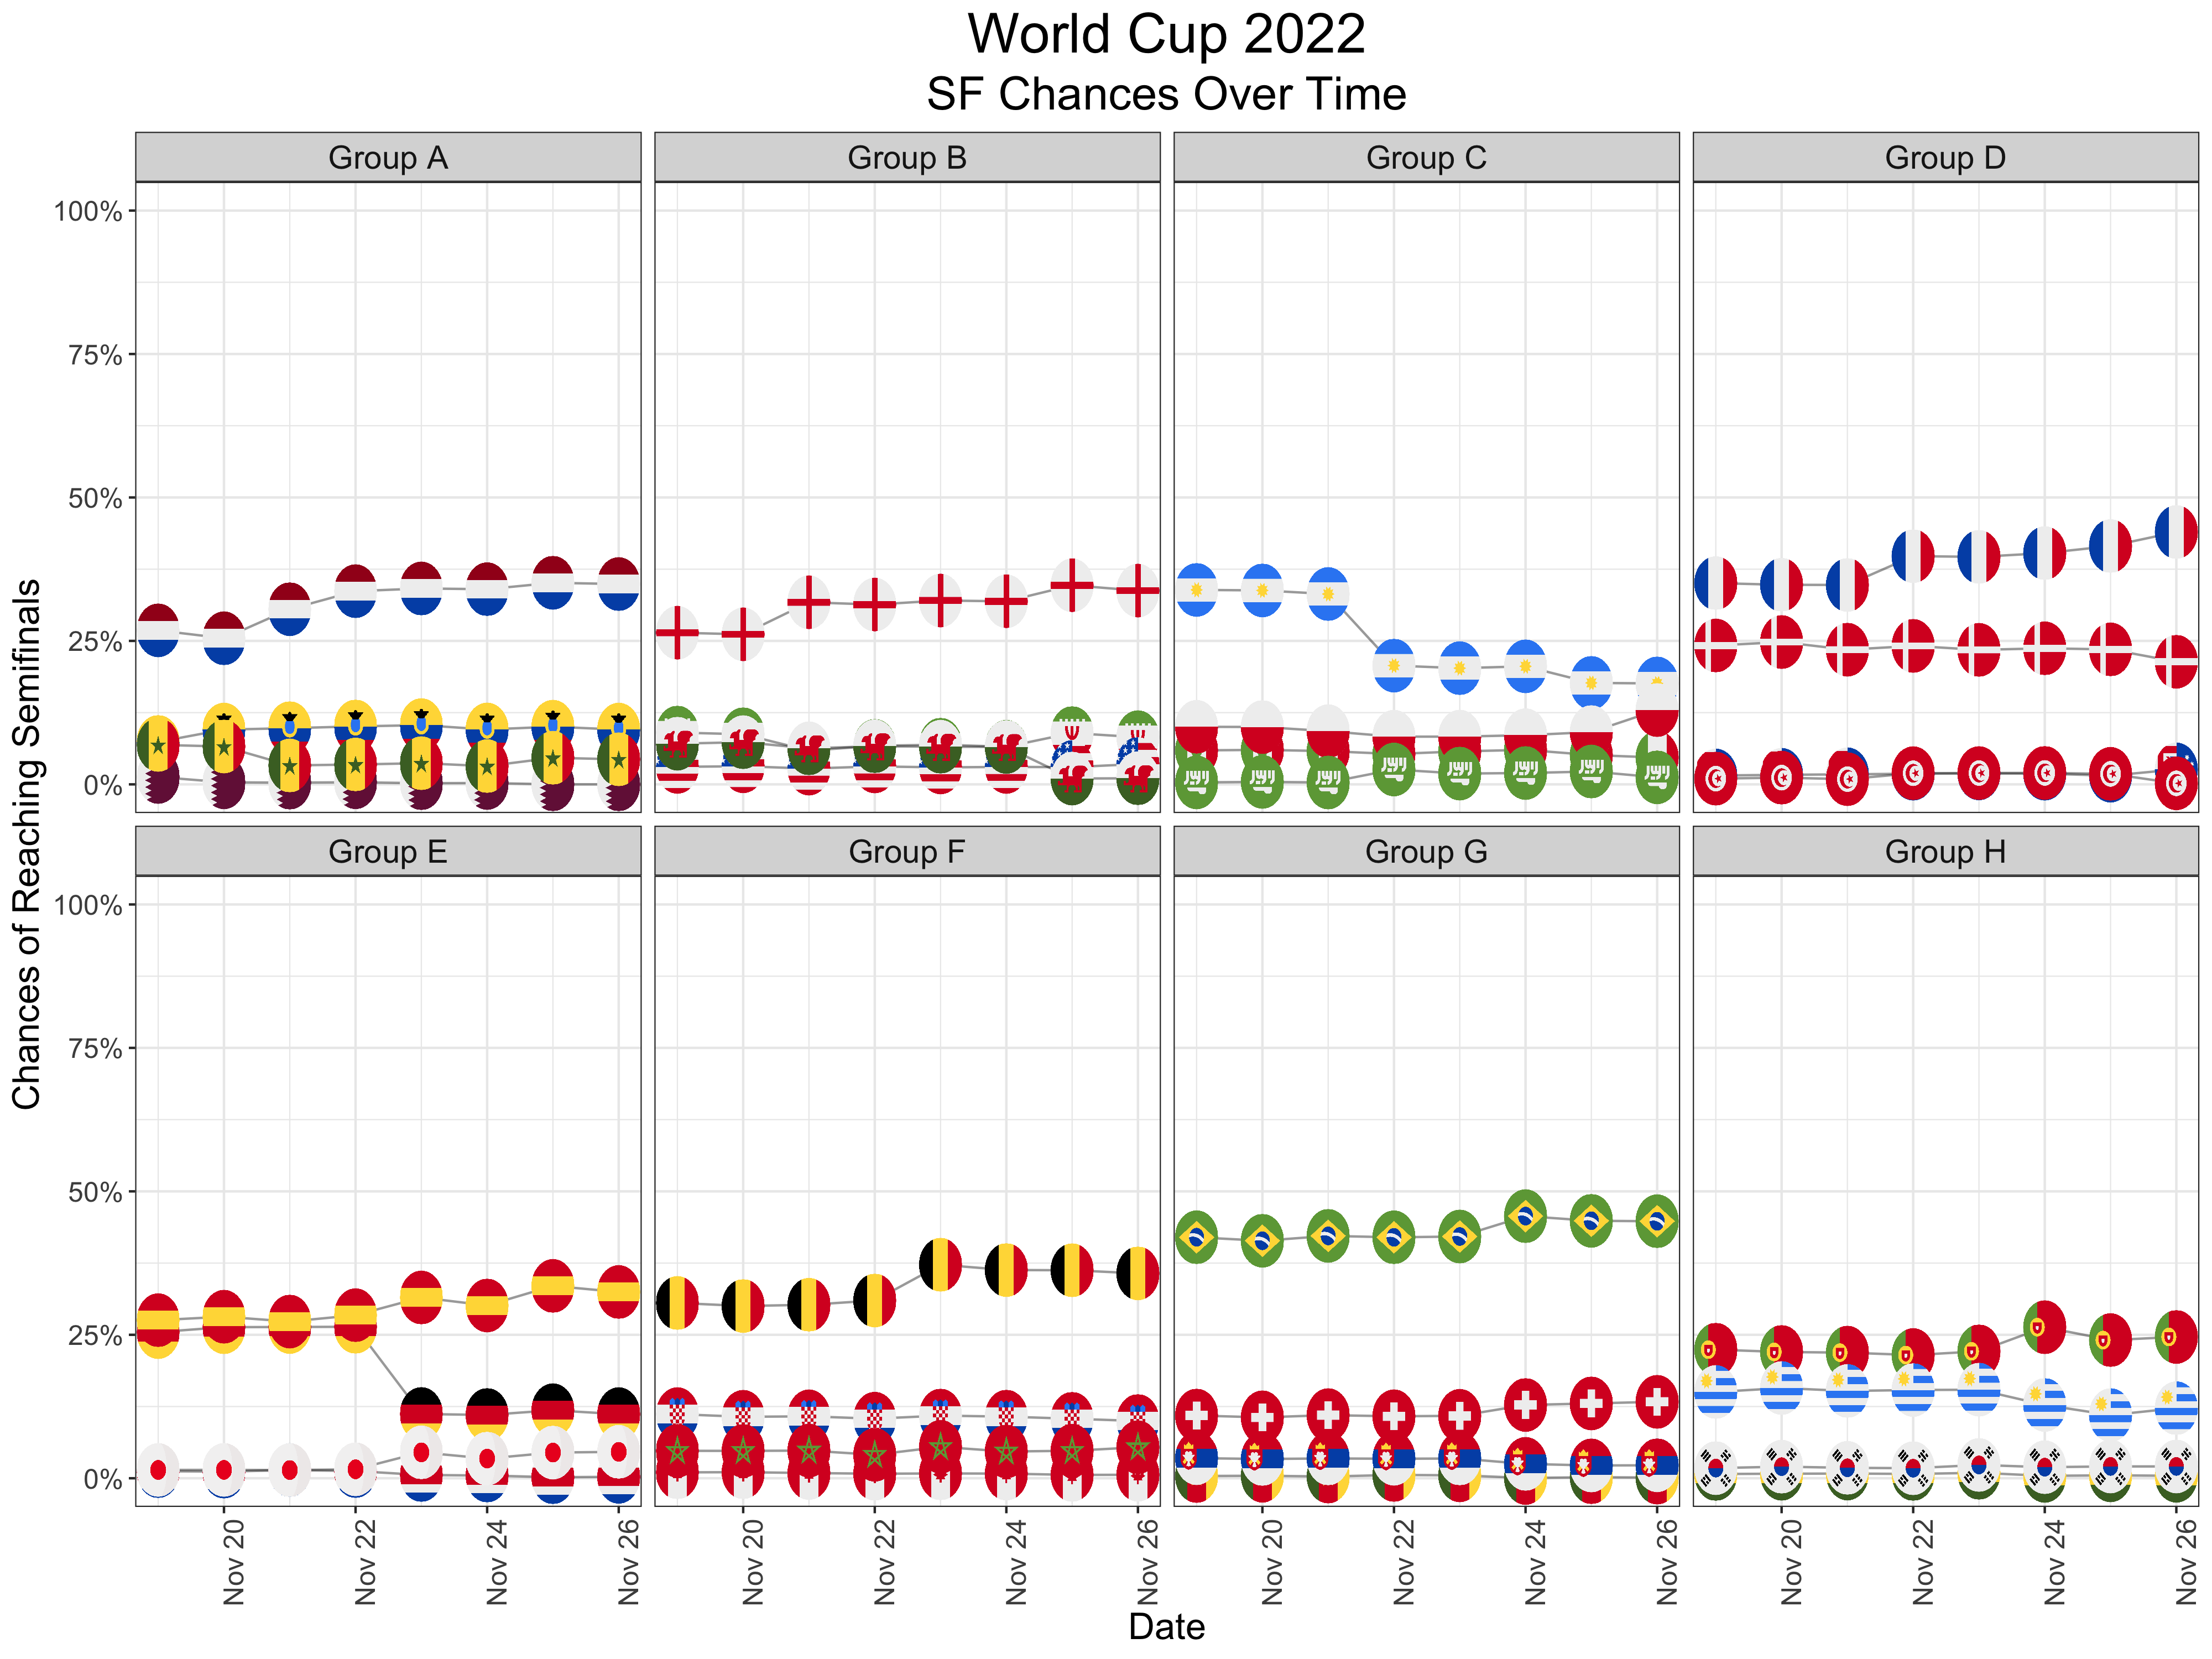 World Cup 2022
SF Chances Over Time
Group A
Group B
Group C
Group D
100%
75%
50%
25%
0%
Group E
Group F
Group G
Group H
100%
75%
50%
25%
0%
Chances of Reaching Semifinals
Nov 20
Nov 22
Nov 24
Nov 26
Nov 20
Nov 22
Nov 24
Nov 26
Nov 20
Nov 22
Nov 24
Nov 26
Nov 20
Nov 22
Nov 24
Nov 26
Date